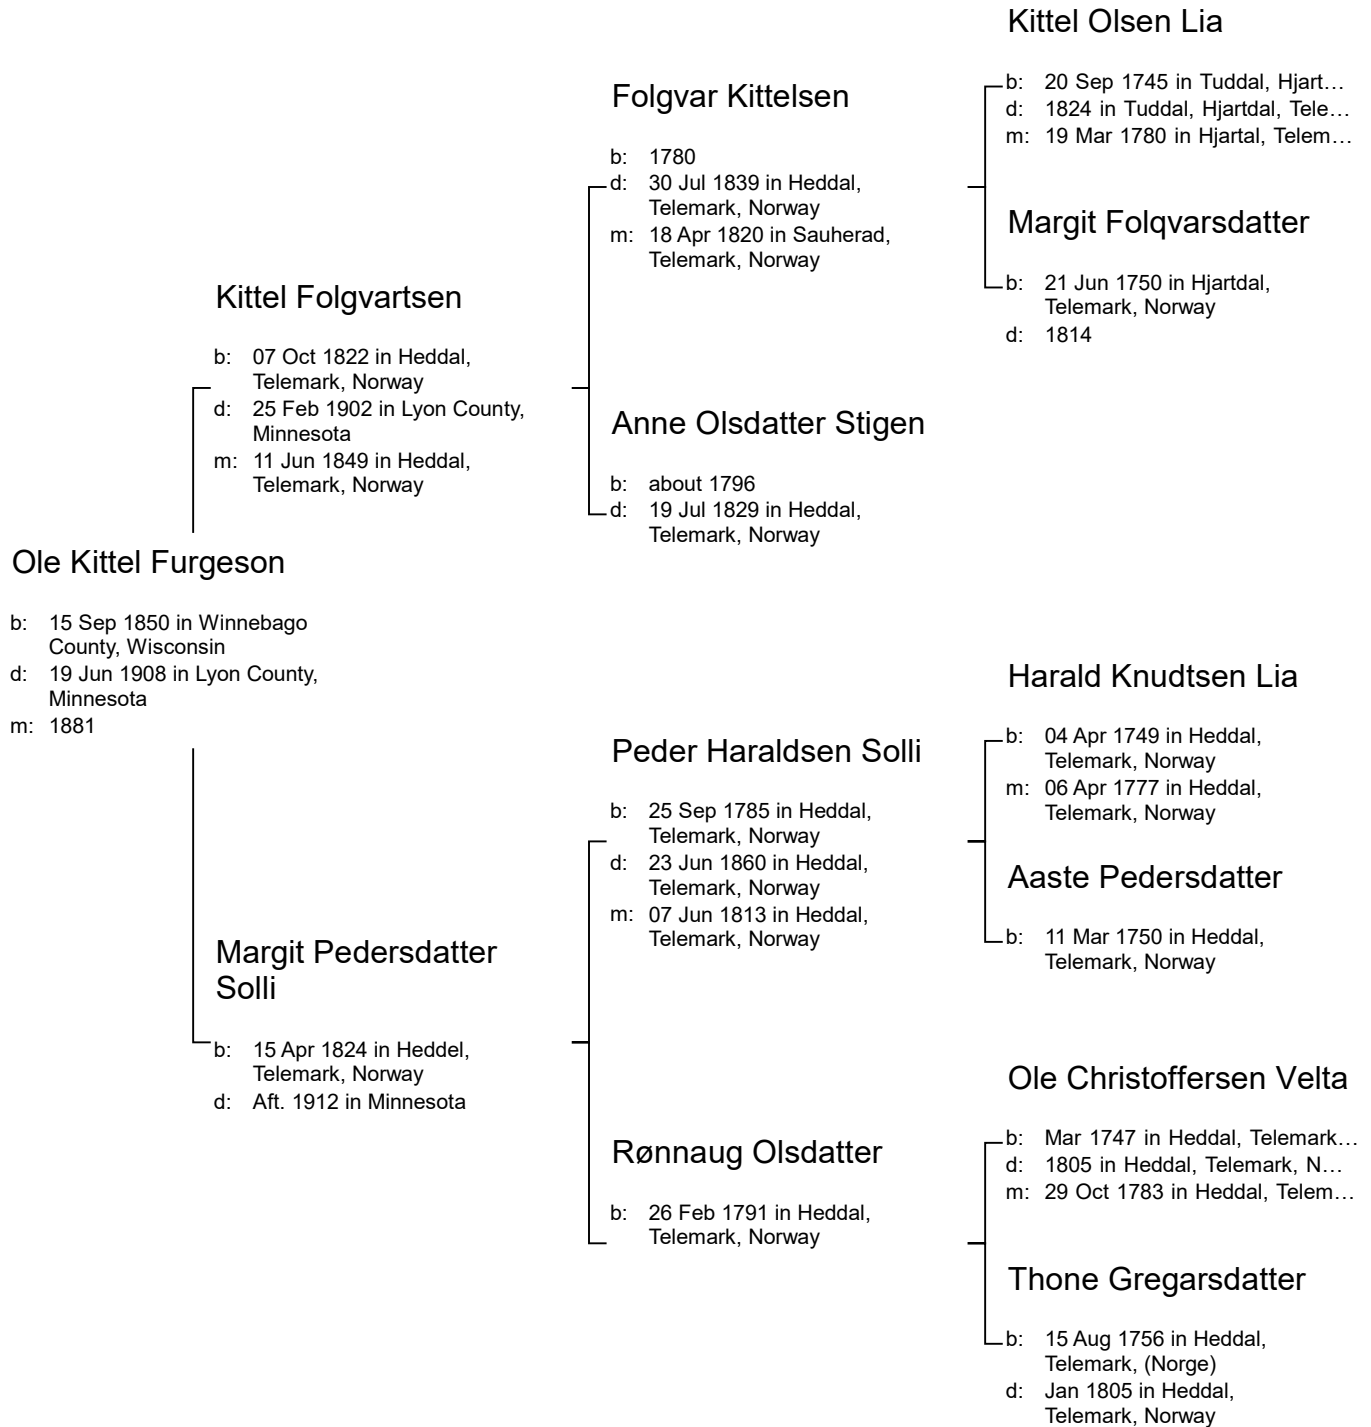 Kittel Olsen Lia
b: 20 Sep 1745 in Tuddal, Hjart…
d: 1824 in Tuddal, Hjartdal, Tele…
m: 19 Mar 1780 in Hjartal, Telem…
Folgvar Kittelsen
b: 1780
d: 30 Jul 1839 in Heddal,
Telemark, Norway
m: 18 Apr 1820 in Sauherad,
Telemark, Norway
Margit Folqvarsdatter
b: 21 Jun 1750 in Hjartdal,
Telemark, Norway
d: 1814
Kittel Folgvartsen
b: 07 Oct 1822 in Heddal,
Telemark, Norway
d: 25 Feb 1902 in Lyon County,
Minnesota
m: 11 Jun 1849 in Heddal,
Telemark, Norway
Anne Olsdatter Stigen
b: about 1796
d: 19 Jul 1829 in Heddal,
Telemark, Norway
Ole Kittel Furgeson
b: 15 Sep 1850 in Winnebago
County, Wisconsin
d: 19 Jun 1908 in Lyon County,
Minnesota
m: 1881
Harald Knudtsen Lia
b: 04 Apr 1749 in Heddal,
Telemark, Norway
m: 06 Apr 1777 in Heddal,
Telemark, Norway
Peder Haraldsen Solli
b: 25 Sep 1785 in Heddal,
Telemark, Norway
d: 23 Jun 1860 in Heddal,
Telemark, Norway
m: 07 Jun 1813 in Heddal,
Telemark, Norway
Aaste Pedersdatter
b: 11 Mar 1750 in Heddal,
Telemark, Norway
Margit Pedersdatter
Solli
b: 15 Apr 1824 in Heddel,
Telemark, Norway
d: Aft. 1912 in Minnesota
Ole Christoffersen Velta
b: Mar 1747 in Heddal, Telemark…
d: 1805 in Heddal, Telemark, N…
m: 29 Oct 1783 in Heddal, Telem…
Rønnaug Olsdatter
b: 26 Feb 1791 in Heddal,
Telemark, Norway
Thone Gregarsdatter
b: 15 Aug 1756 in Heddal,
Telemark, (Norge)
d: Jan 1805 in Heddal,
Telemark, Norway